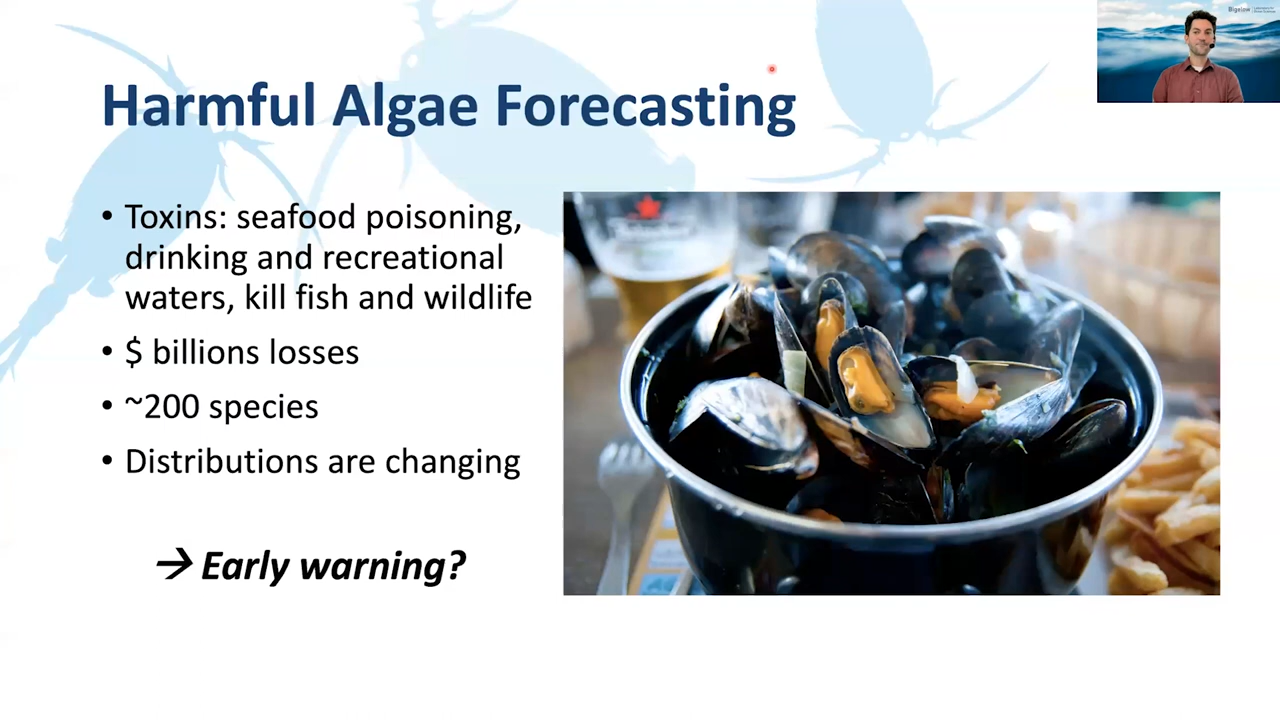 Bigelow
Harmful Algae Forecasting
• Toxins: seafood poisoning,
drinking and recreational
waters, kill fish and wildlife
• $ billions losses
• ~200 species
• Distributions are changing
→ Early warning?